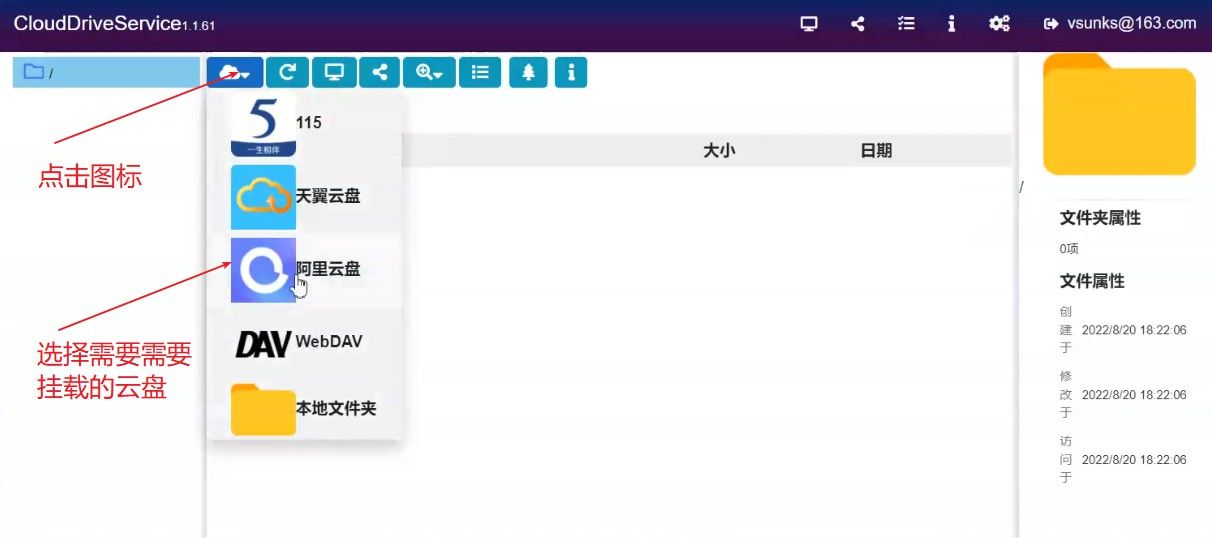 CloudDriveService1.1.61
vsunks@163.com
/
点击图标
5
一生相伴
115
天翼云盘
阿里云盘
DAV WebDAV
本地文件夹
选择需要需要
挂载的云盘
大小 日期
/
文件夹属性
0项
文件属性
创建于 2022/8/20 18:22:06
修改于 2022/8/20 18:22:06
访问于 2022/8/20 18:22:06